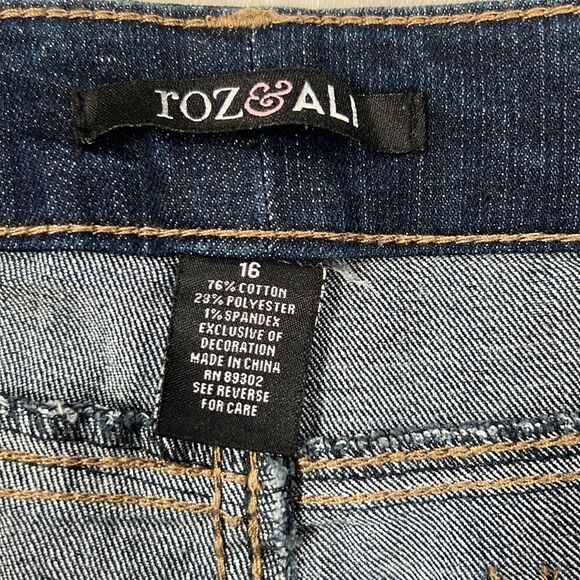 roz&ALI
16
76% COTTON
23% POLYESTER
1% SPANDEX
EXCLUSIVE OF
DECORATION
MADE IN CHINA
RN 89302
SEE REVERSE
FOR CARE